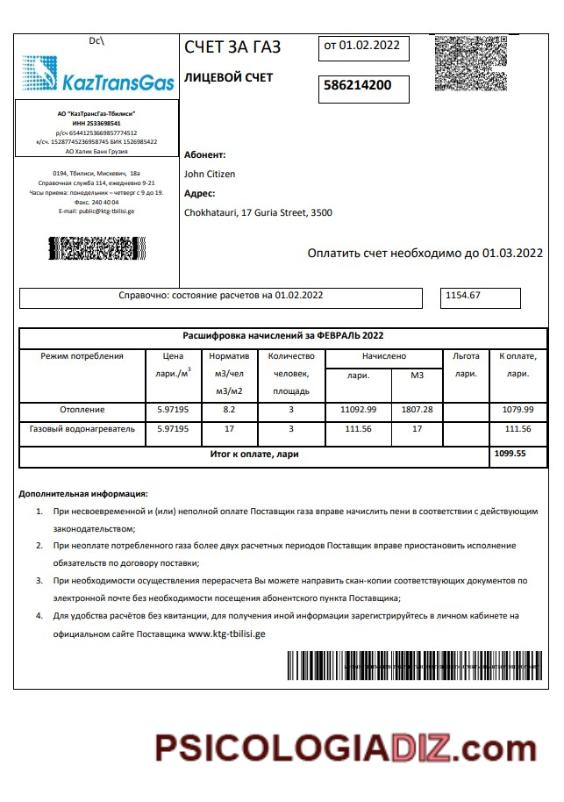 Dc\
KazTransGas
АО "КазТрансГаз-Тбилиси"
ИНН 2533698541
р/сч 65441253669857774512
к/сч. 15287745236958745 БИК 1526985422
АО Халик Банк Грузия
0194, Тбилиси, Мискевич, 18а
Справочная служба 114, ежедневно 9-21
Часы приема: понедельник – четверг с 9 до 19.
Факс. 240 40 04
E-mail: public@ktg-tbilisi.ge
СЧЕТ ЗА ГАЗ
от 01.02.2022
ЛИЦЕВОЙ СЧЕТ
586214200
Абонент:
John Citizen
Адрес:
Chokhatauri, 17 Guria Street, 3500
Оплатить счет необходимо до 01.03.2022
Справочно: состояние расчетов на 01.02.2022 1154.67
Расшифровка начислений за ФЕВРАЛЬ 2022
Режим потребления Цена Норматив Количество Начислено Льгота К оплате,
лари./м³ м3/чел человек, лари. М3 лари. лари.
м3/м2 площадь
Отопление 5.97195 8.2 3 11092.99 1807.28 1079.99
Газовый водонагреватель 5.97195 17 3 111.56 17 111.56
Итог к оплате, лари 1099.55
Дополнительная информация:
1. При несвоевременной и (или) неполной оплате Поставщик газа вправе начислить пени в соответствии с действующим
законодательством;
2. При неоплате потребленного газа более двух расчетных периодов Поставщик вправе приостановить исполнение
обязательств по договору поставки;
3. При необходимости осуществления перерасчета Вы можете направить скан-копии соответствующих документов по
электронной почте без необходимости посещения абонентского пункта Поставщика;
4. Для удобства расчётов без квитанции, для получения иной информации зарегистрируйтесь в личном кабинете на
официальном сайте Поставщика www.ktg-tbilisi.ge
PSICOLOGIADIZ.com